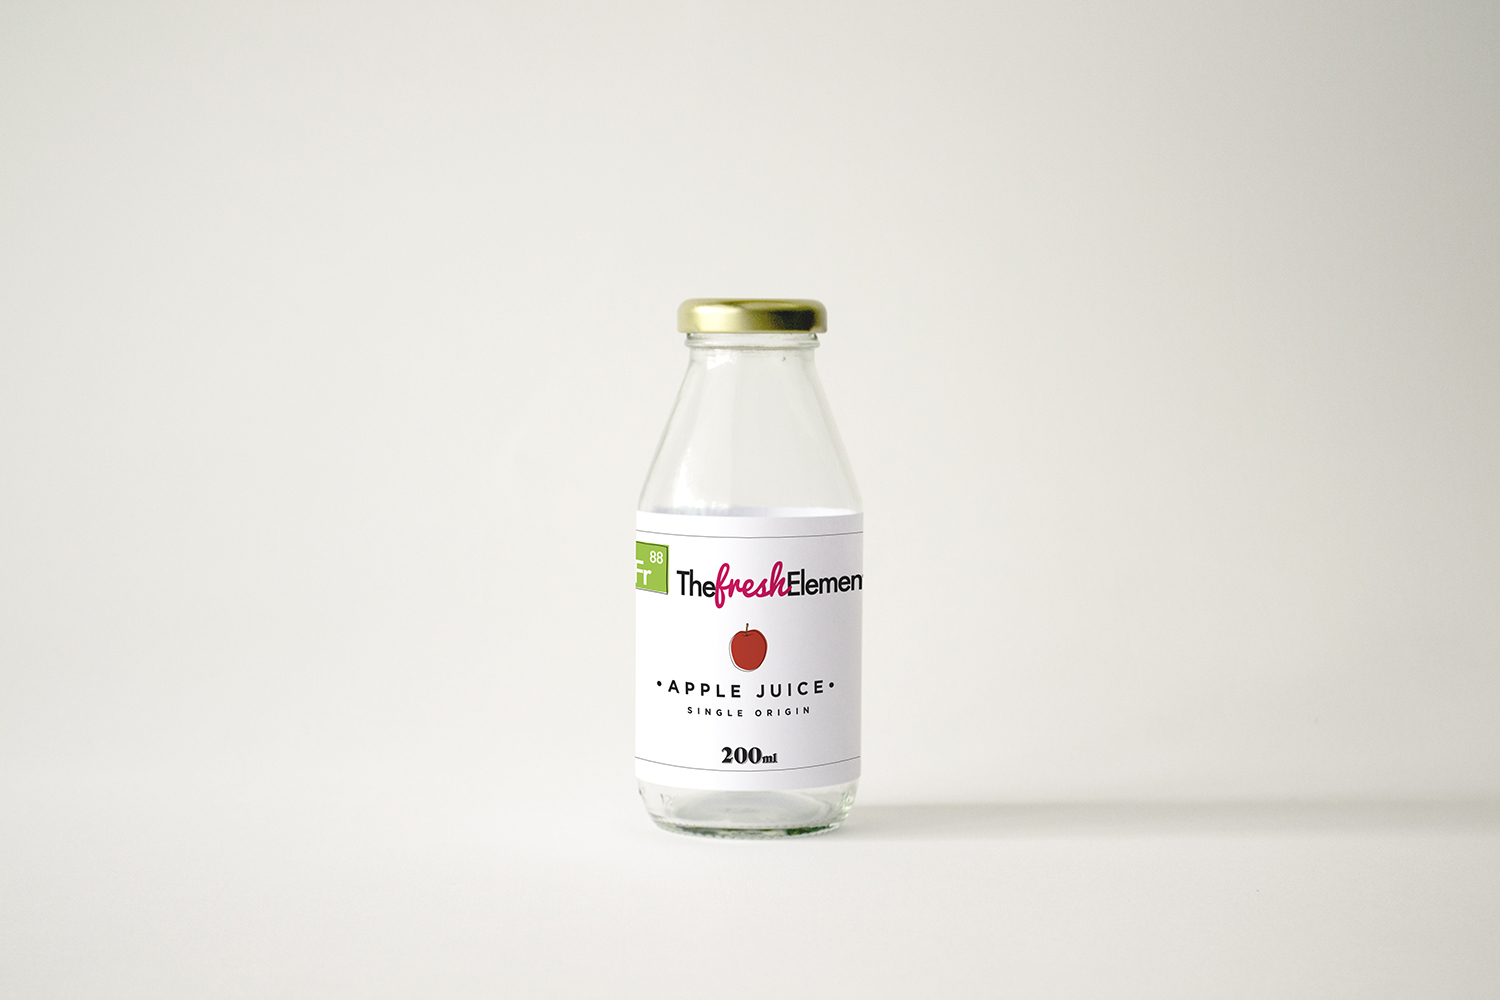 Fr 88
ThefreshElemen
•APPLE JUICE•
SINGLE ORIGIN
200ml